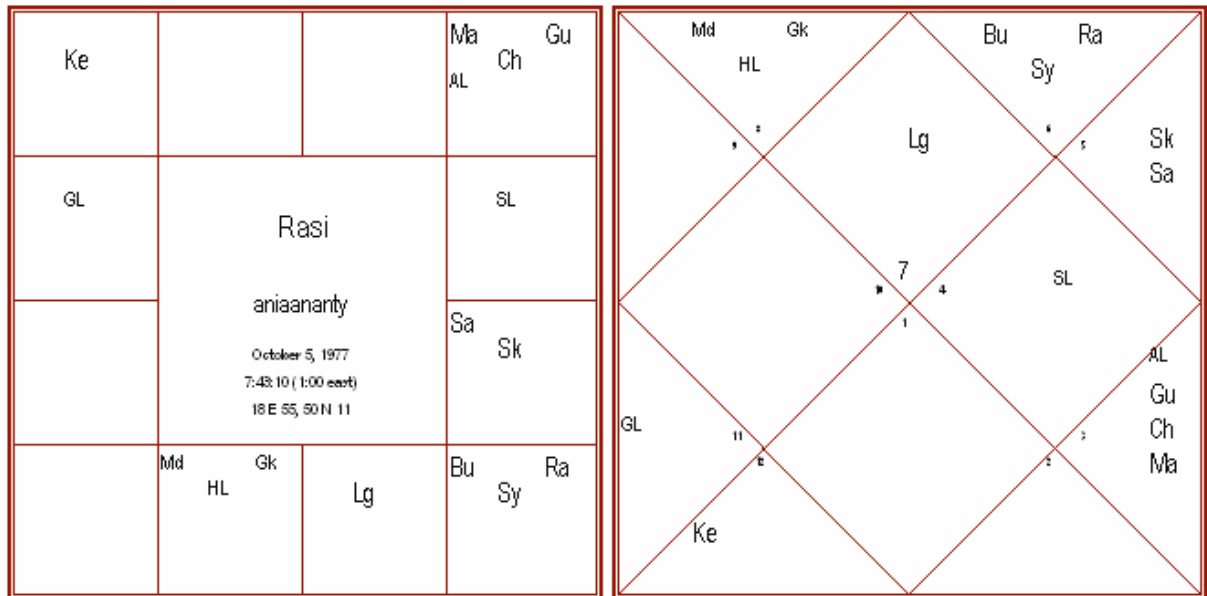 Ke
Ma Gu
Ch
AL
GL
SL
Rasi
aniaananty
October 5, 1977
7:43:10 (1:00 east)
18 E 55, 50 N 11
Sa
Sk
Md Gk
HL
Lg
Bu Ra
Sy
Md Gk
HL
Bu Ra
Sy
Lg
5
Sk
Sa
7
4
1
SL
AL
Gu
Ch
Ma
GL
11
Ke